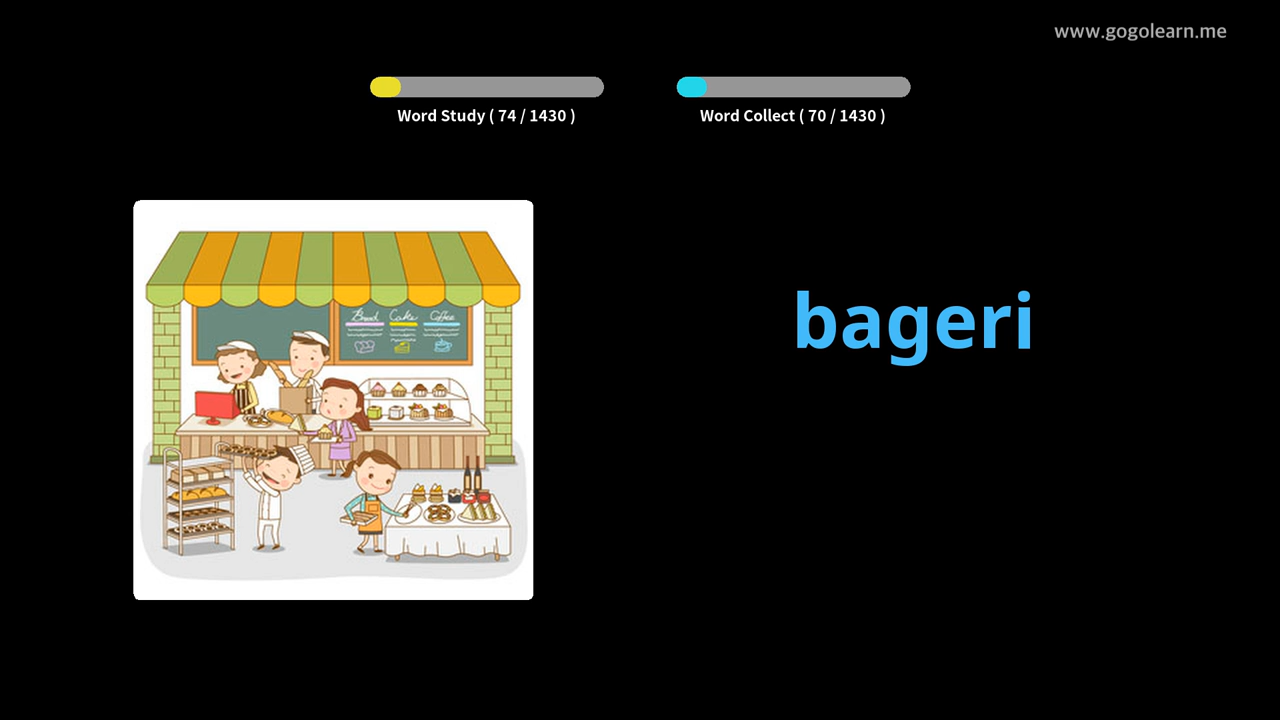 www.gogolearn.me
Word Study ( 74 / 1430 )
Word Collect ( 70 / 1430 )
Bread Cake Coffee
bageri